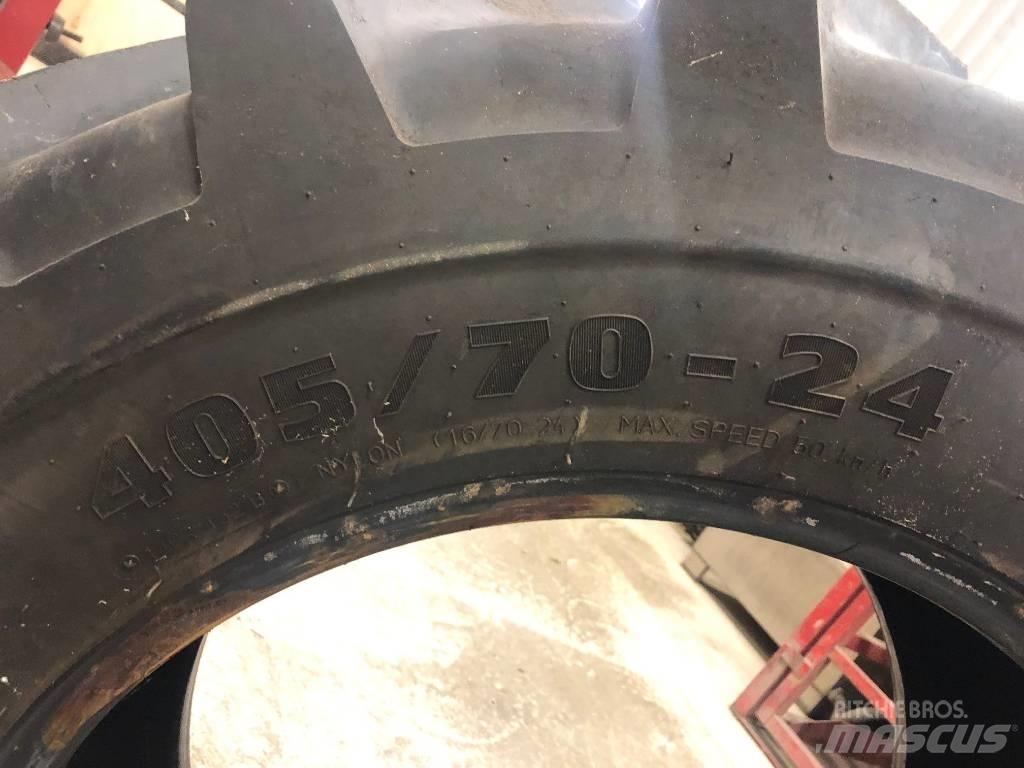 405/70-24
NYLON (16/70 24) MAX. SPEED 50 km/h
RITCHIE BROS.
MASCUS